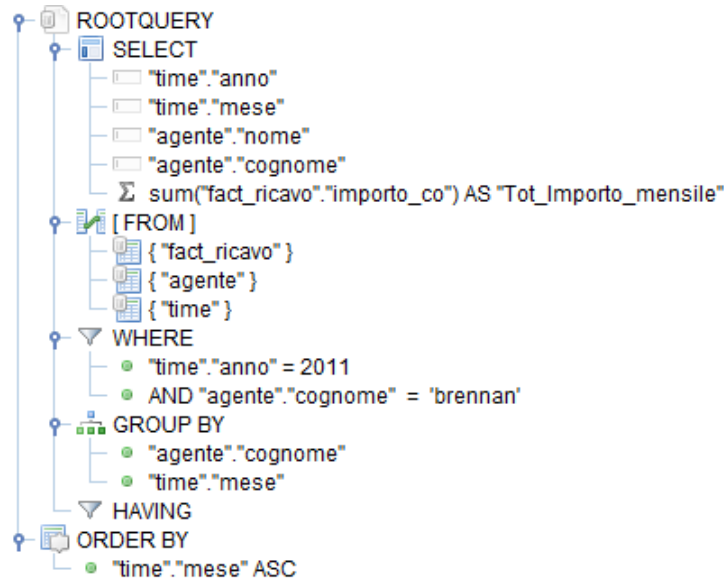 ROOTQUERY
SELECT
"time"."anno"
"time"."mese"
"agente"."nome"
"agente"."cognome"
Σ sum("fact_ricavo"."importo_co") AS "Tot_Importo_mensile"
[ FROM ]
{ "fact_ricavo" }
{ "agente" }
{ "time" }
WHERE
"time"."anno" = 2011
AND "agente"."cognome" = 'brennan'
GROUP BY
"agente"."cognome"
"time"."mese"
HAVING
ORDER BY
"time"."mese" ASC